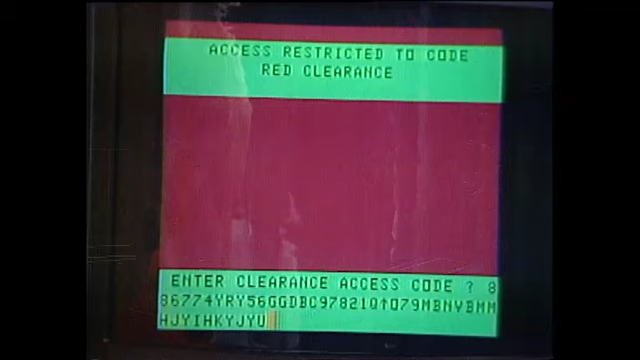 ACCESS RESTRICTED TO CODE
RED CLEARANCE
ENTER CLEARANCE ACCESS CODE ? 8
86774YRY56GGDBC978210↑079MBNVBMM
HJYIHKYJYU